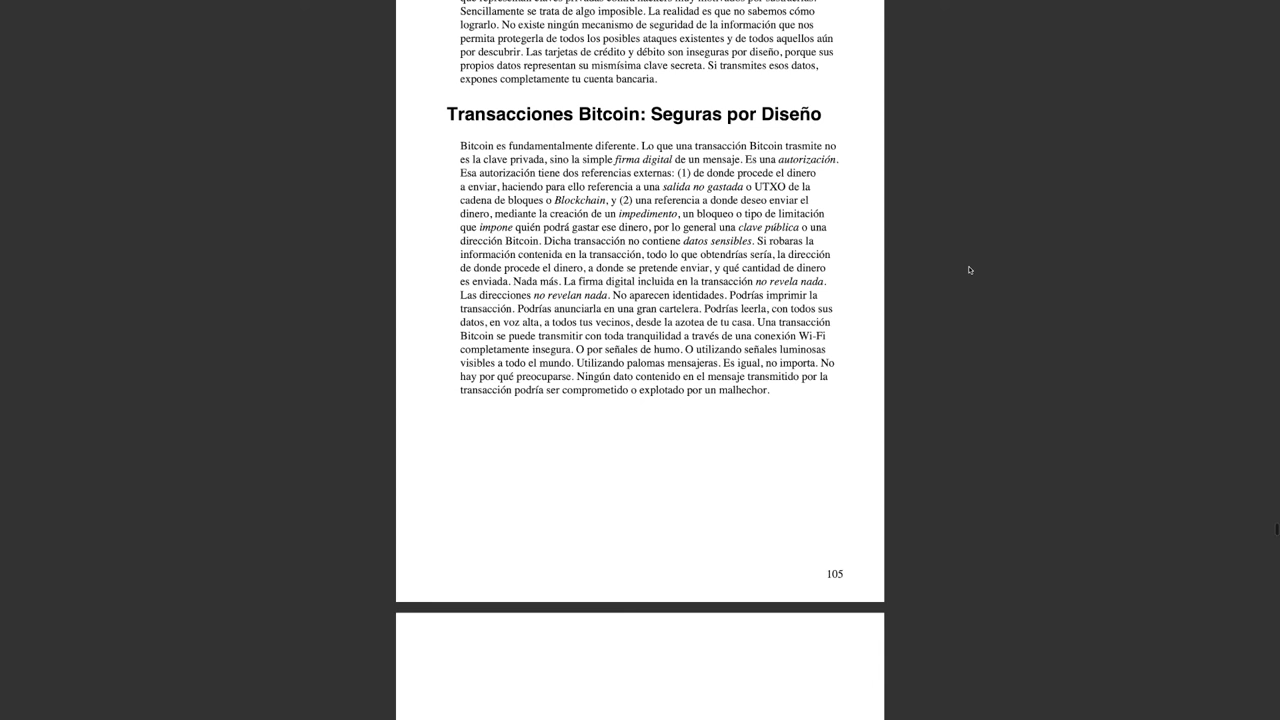 Sencillamente se trata de algo imposible. La realidad es que no sabemos cómo
lograrlo. No existe ningún mecanismo de seguridad de la información que nos
permita protegerla de todos los posibles ataques existentes y de todos aquellos aún
por descubrir. Las tarjetas de crédito y débito son inseguras por diseño, porque sus
propios datos representan su mismísima clave secreta. Si transmites esos datos,
expones completamente tu cuenta bancaria.
Transacciones Bitcoin: Seguras por Diseño
Bitcoin es fundamentalmente diferente. Lo que una transacción Bitcoin trasmite no
es la clave privada, sino la simple firma digital de un mensaje. Es una autorización.
Esa autorización tiene dos referencias externas: (1) de donde procede el dinero
a enviar, haciendo para ello referencia a una salida no gastada o UTXO de la
cadena de bloques o Blockchain, y (2) una referencia a donde deseo enviar el
dinero, mediante la creación de un impedimento, un bloqueo o tipo de limitación
que impone quién podrá gastar ese dinero, por lo general una clave pública o una
dirección Bitcoin. Dicha transacción no contiene datos sensibles. Si robaras la
información contenida en la transacción, todo lo que obtendrías sería, la dirección
de donde procede el dinero, a donde se pretende enviar, y qué cantidad de dinero
es enviada. Nada más. La firma digital incluida en la transacción no revela nada.
Las direcciones no revelan nada. No aparecen identidades. Podrías imprimir la
transacción. Podrías anunciarla en una gran cartelera. Podrías leerla, con todos sus
datos, en voz alta, a todos tus vecinos, desde la azotea de tu casa. Una transacción
Bitcoin se puede transmitir con toda tranquilidad a través de una conexión Wi-Fi
completamente insegura. O por señales de humo. O utilizando señales luminosas
visibles a todo el mundo. Utilizando palomas mensajeras. Es igual, no importa. No
hay por qué preocuparse. Ningún dato contenido en el mensaje transmitido por la
transacción podría ser comprometido o explotado por un malhechor.
105